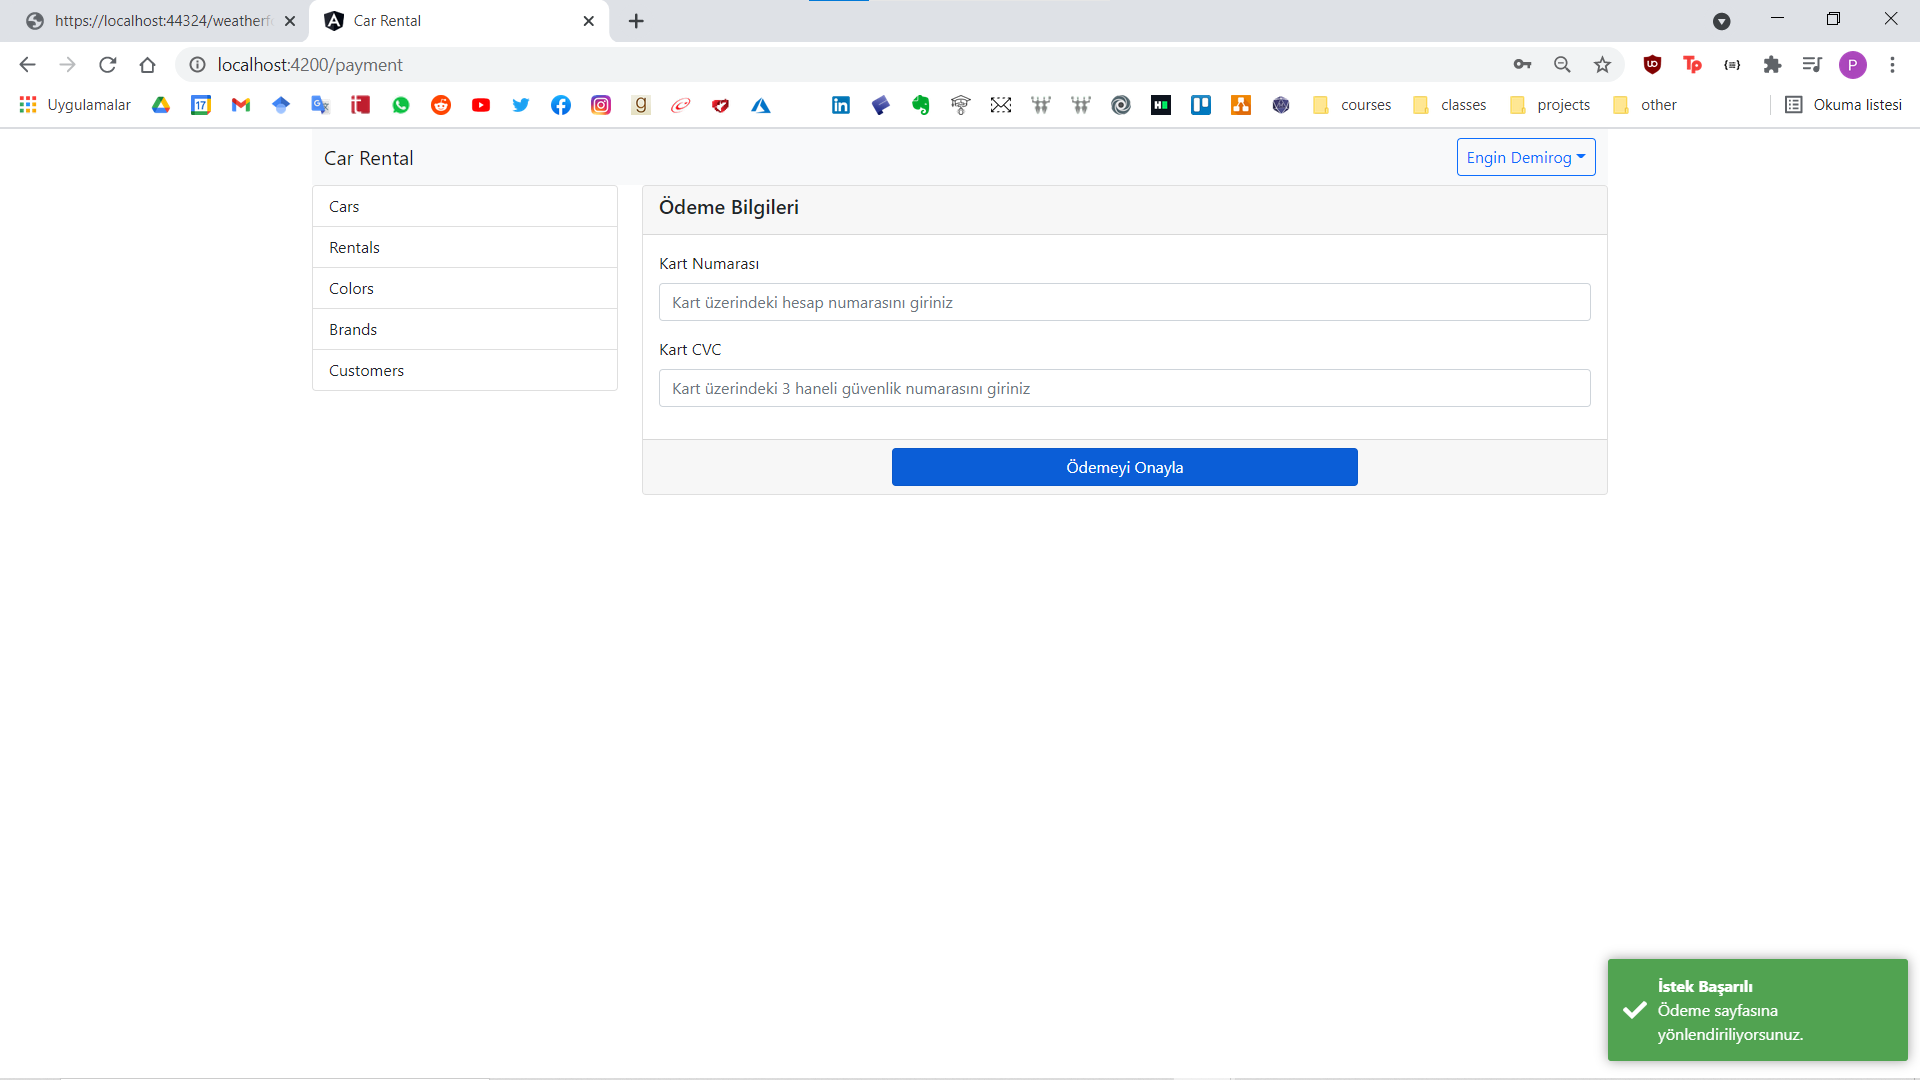 https://localhost:44324/weatherf
Car Rental
localhost:4200/payment
P
Uygulamalar
courses
classes
projects
other
Okuma listesi
Car Rental
Engin Demirog
Cars
Rentals
Colors
Brands
Customers
Ödeme Bilgileri
Kart Numarası
Kart üzerindeki hesap numarasını giriniz
Kart CVC
Kart üzerindeki 3 haneli güvenlik numarasını giriniz
Ödemeyi Onayla
İstek Başarılı
Ödeme sayfasına
yönlendiriliyorsunuz.